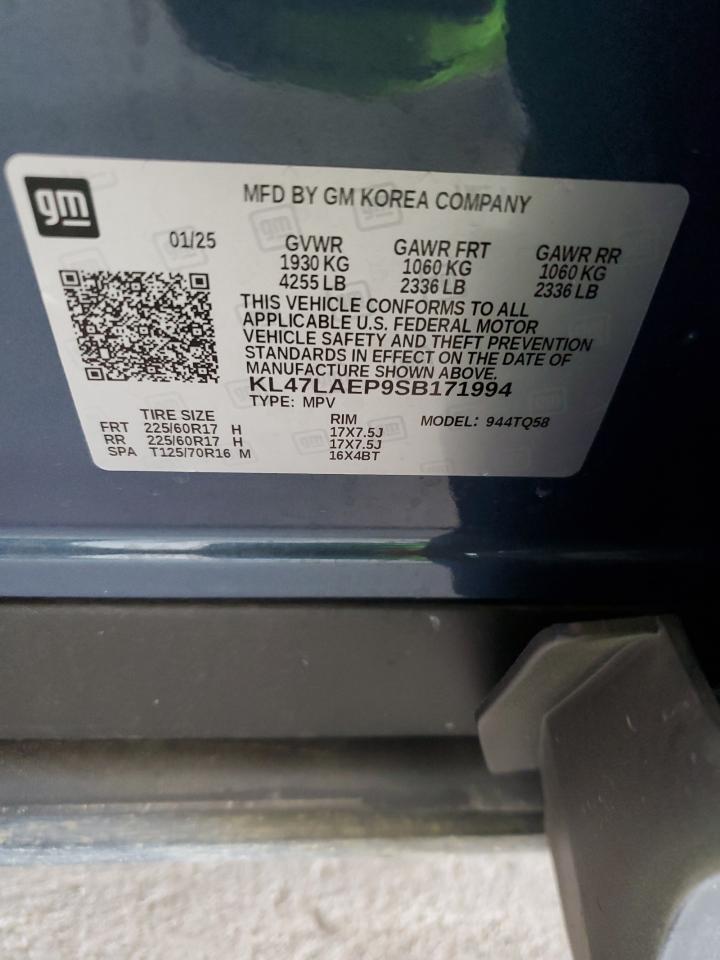 gm
MFD BY GM KOREA COMPANY
01/25
GVWR GAWR FRT GAWR RR
1930 KG 1060 KG 1060 KG
4255 LB 2336 LB 2336 LB
THIS VEHICLE CONFORMS TO ALL
APPLICABLE U.S. FEDERAL MOTOR
VEHICLE SAFETY AND THEFT PREVENTION
STANDARDS IN EFFECT ON THE DATE OF
MANUFACTURE SHOWN ABOVE.
KL47LAEP9SB171994
TYPE: MPV
TIRE SIZE RIM MODEL: 944TQ58
FRT 225/60R17 H 17X7.5J
RR 225/60R17 H 17X7.5J
SPA T125/70R16 M 16X4BT